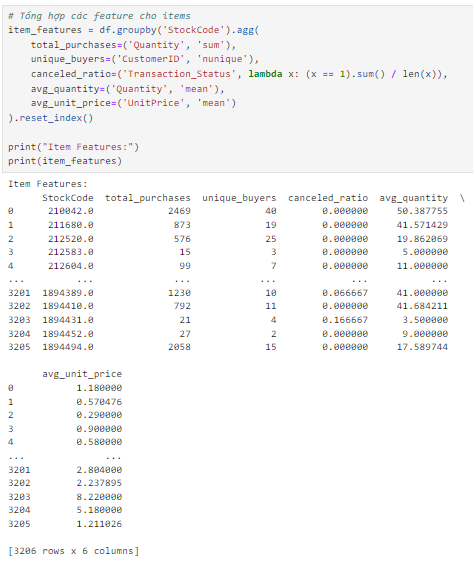 # Tổng hợp các feature cho items
item_features = df.groupby('StockCode').agg(
    total_purchases=('Quantity', 'sum'),
    unique_buyers=('CustomerID', 'nunique'),
    canceled_ratio=('Transaction_Status', lambda x: (x == 1).sum() / len(x)),
    avg_quantity=('Quantity', 'mean'),
    avg_unit_price=('UnitPrice', 'mean')
).reset_index()

print("Item Features:")
print(item_features)

Item Features:
      StockCode  total_purchases  unique_buyers  canceled_ratio  avg_quantity  \
0      210042.0             2469             40        0.000000     50.387755
1      211680.0              873             19        0.000000     41.571429
2      212520.0              576             25        0.000000     19.862069
3      212583.0               15              3        0.000000      5.000000
4      212604.0               99              7        0.000000     11.000000
...         ...              ...            ...             ...           ...
3201  1894389.0             1230             10        0.066667     41.000000
3202  1894410.0              792             11        0.000000     41.684211
3203  1894431.0               21              4        0.166667      3.500000
3204  1894452.0               27              2        0.000000      9.000000
3205  1894494.0             2058             15        0.000000     17.589744

      avg_unit_price
0           1.180000
1           0.570476
2           0.290000
3           0.900000
4           0.580000
...              ...
3201        2.804000
3202        2.237895
3203        8.220000
3204        5.180000
3205        1.211026

[3206 rows x 6 columns]